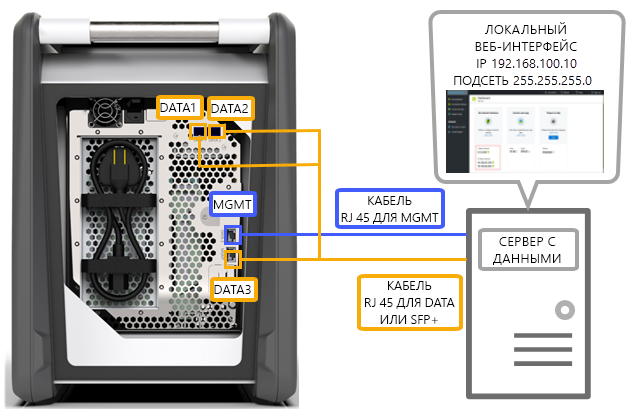 ЛОКАЛЬНЫЙ
ВЕБ-ИНТЕРФЕЙС
IP 192.168.100.10
ПОДСЕТЬ 255.255.255.0
DATA1
DATA2
MGMT
КАБЕЛЬ
RJ 45 ДЛЯ MGMT
СЕРВЕР С
ДАННЫМИ
DATA3
КАБЕЛЬ
RJ 45 ДЛЯ DATA
ИЛИ SFP+